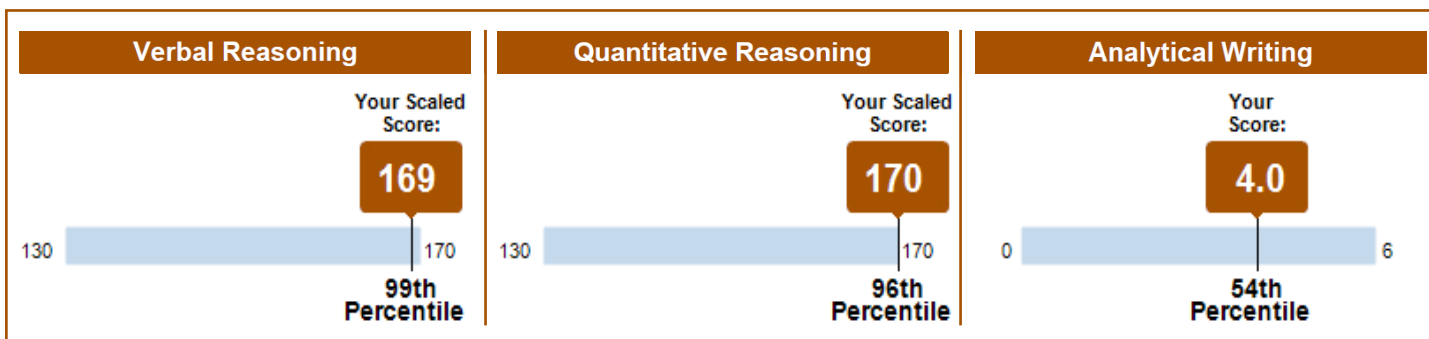 Verbal Reasoning
Your Scaled
Score:
169
130
170
99th
Percentile
Quantitative Reasoning
Your Scaled
Score:
170
130
170
96th
Percentile
Analytical Writing
Your
Score:
4.0
0
6
54th
Percentile